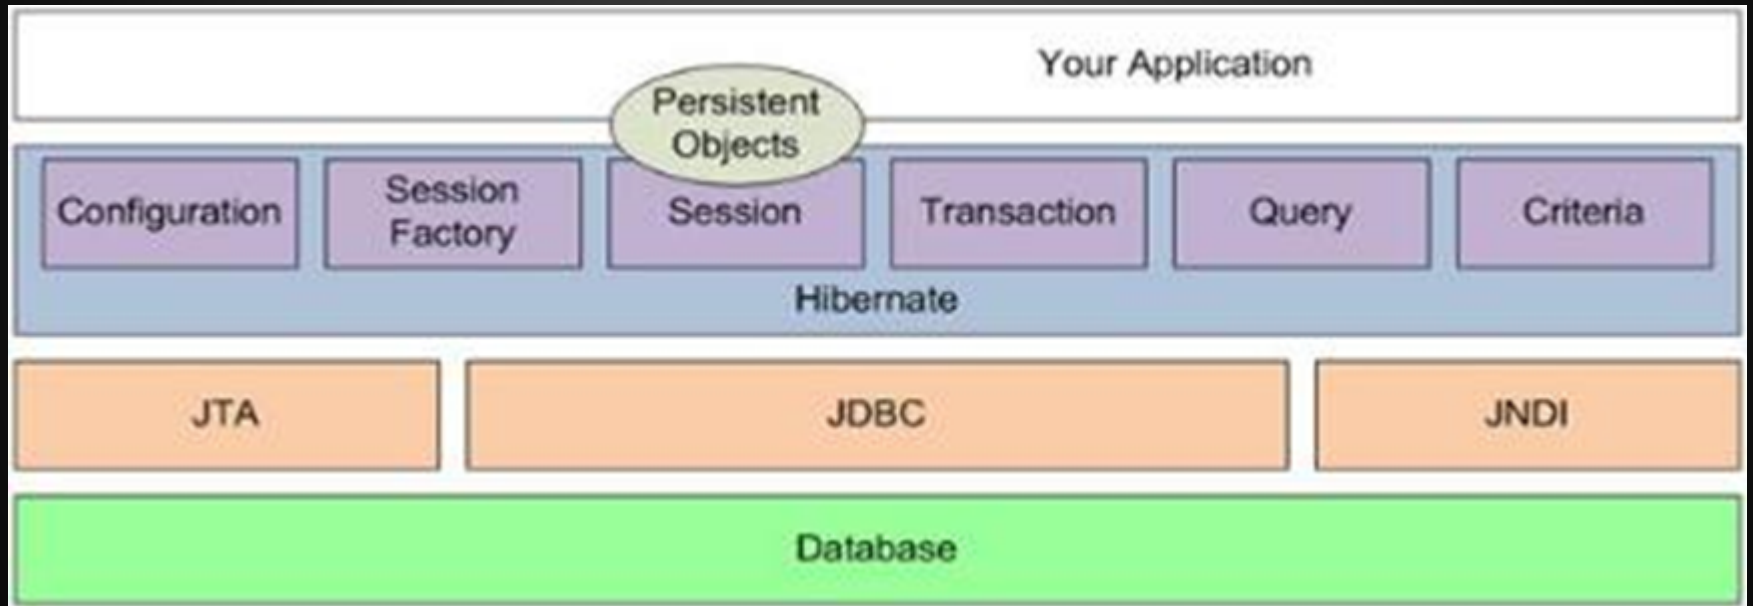 Your Application
Persistent
Objects
Configuration
Session
Factory
Session
Transaction
Query
Criteria
Hibernate
JTA
JDBC
JNDI
Database